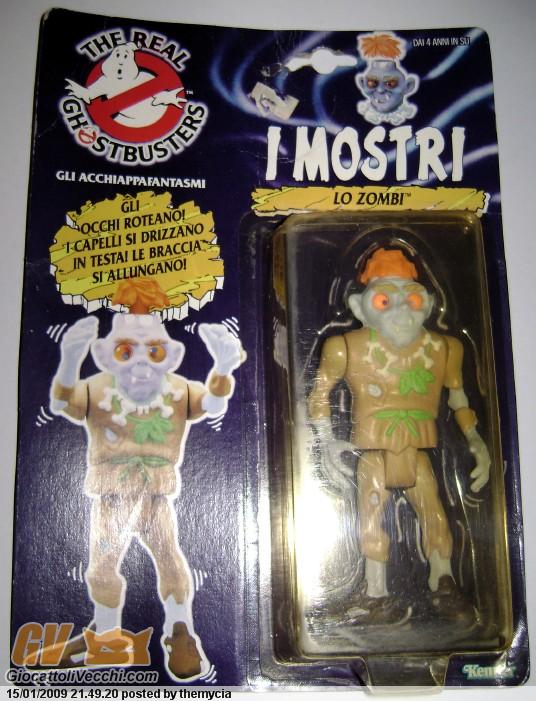 THE REAL
GHOSTBUSTERS
TM
GLI ACCHIAPPAFANTASMI
DAI 4 ANNI IN SU
I MOSTRI
LO ZOMBI™
GLI
OCCHI ROTEANO!
I CAPELLI SI DRIZZANO
IN TESTA! LE BRACCIA
SI ALLUNGANO!
Kenner
GV
GiocattoliVecchi.com
15/01/2009 21.49.20 posted by themycia